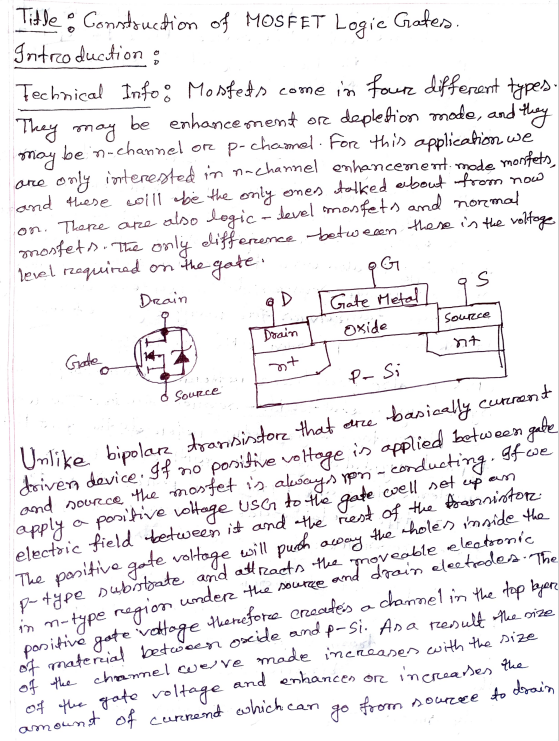 Title : Construction of MOSFET Logic Gates.
Introduction :
Technical Info : Mosfets come in four different types.
They may be enhancement or depletion mode, and they
may be n-channel or p-channel. For this application we
are only interested in n-channel enhancement mode mosfets,
and these will be the only ones talked about from now
on. There are also logic-level mosfets and normal
mosfets. The only difference between these is the voltage
level required on the gate.
Drain
Gate
Source
D
G
S
Gate Metal
Drain
Oxide
Source
n+
n+
P-Si
Unlike bipolar transistor that are basically current
driven device. If no positive voltage is applied between gate
and source the mosfet is always non-conducting. If we
apply a positive voltage USG to the gate well set up an
electric field between it and the rest of the transistor.
The positive gate voltage will push away the holes inside the
p-type substrate and attracts the moveable electronic
in n-type region under the source and drain electrodes. The
positive gate voltage therefore creates a channel in the top layer
of material between oxide and p-Si. As a result the size
of the channel we've made increases with the size
of the gate voltage and enhances or increases the
amount of current which can go from source to drain